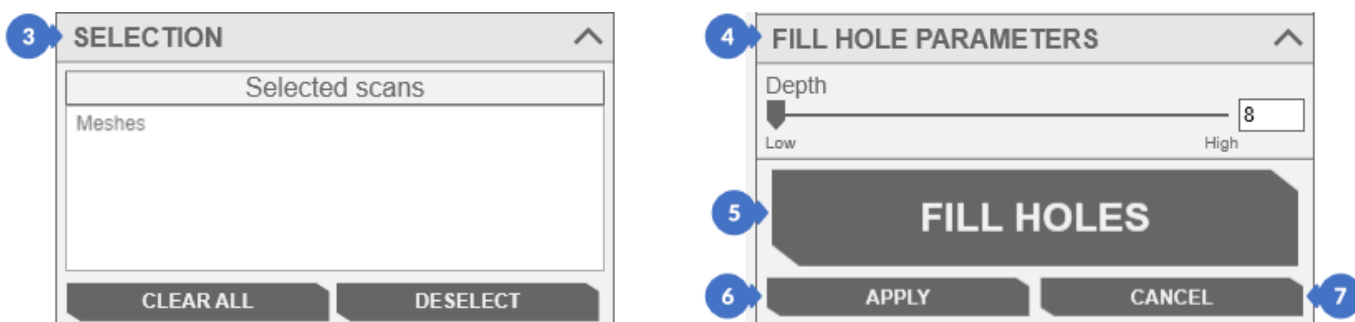 3 SELECTION
Selected scans
Meshes
CLEAR ALL DESELECT
4 FILL HOLE PARAMETERS
Depth
8
Low High
5 FILL HOLES
6 APPLY CANCEL 7